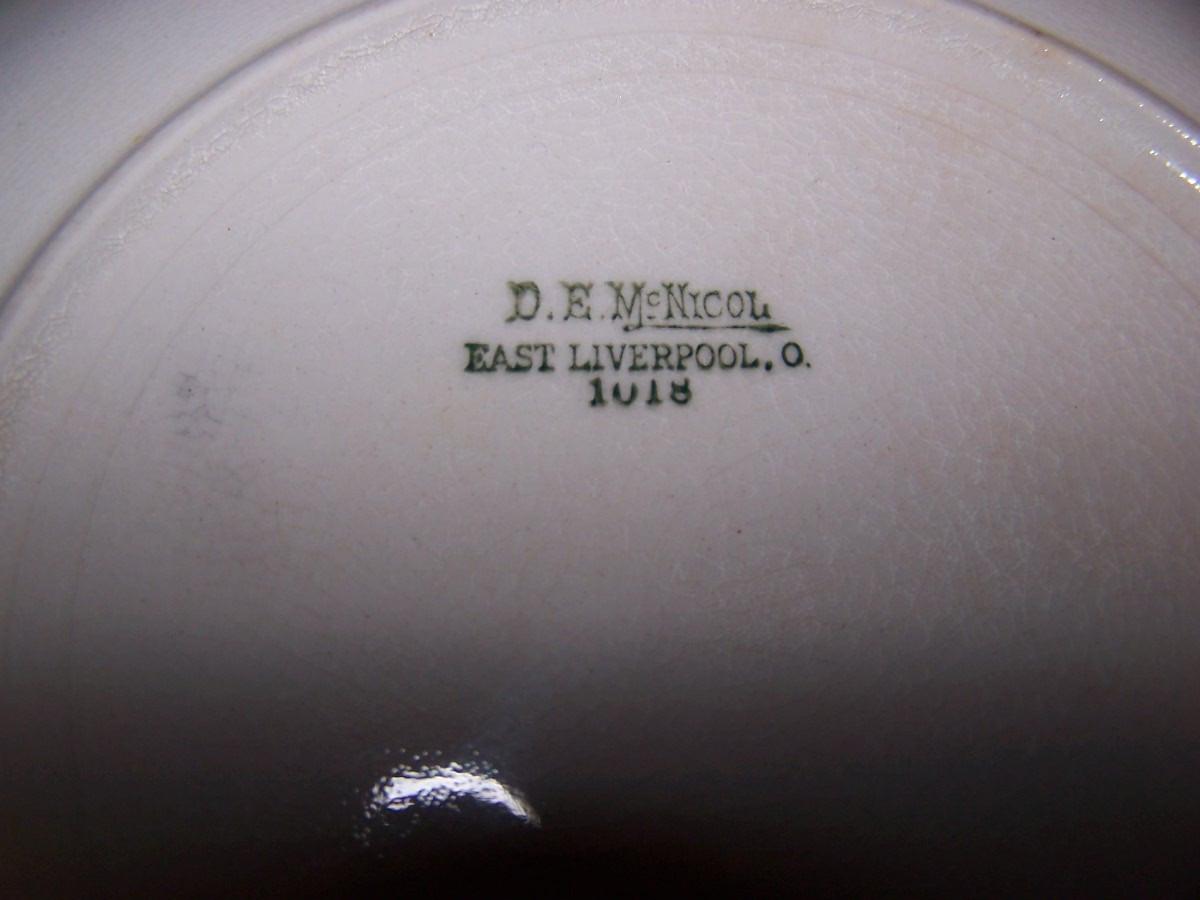 D.E.McNICOL
EAST LIVERPOOL, O.
1018